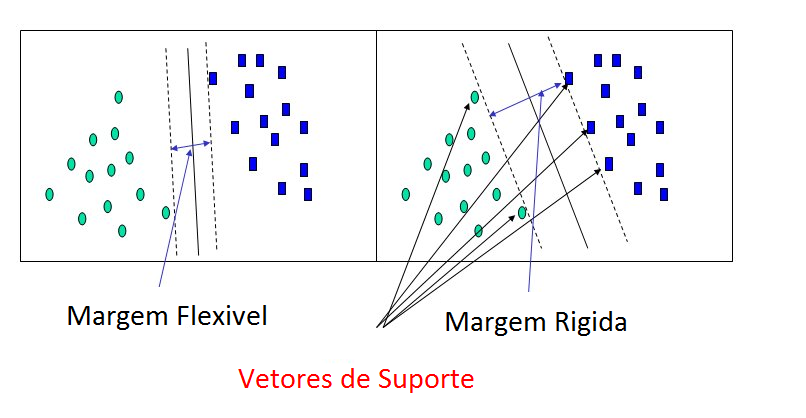 Margem Flexivel
Margem Rigida
Vetores de Suporte